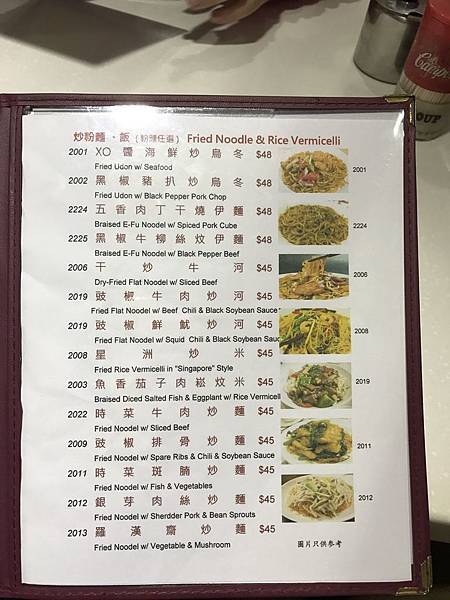 炒粉麵、飯 (粉麵任選) Fried Noodle & Rice Vermicelli
2001 XO 醬海鮮炒烏冬 $48
Fried Udon w/ Seafood
2002 黑椒豬扒炒烏冬 $48
Fried Udon w/ Black Pepper Pork Chop
2224 五香肉丁干燒伊麵 $48
Braised E-Fu Noodel w/ Spiced Pork Cube
2225 黑椒牛柳絲炆伊麵 $48
Braised E-Fu Noodel w/ Black Pepper Beef
2006 干炒牛河 $45
Dry-Fried Flat Noodel w/ Sliced Beef
2019 豉椒牛肉炒河 $45
Fried Flat Noodel w/ Beef Chili & Black Soybean Sauce
2019 豉椒鮮魷炒河 $45
Fried Flat Noodel w/ Squid Chili & Black Soybean Sauc
2008 星洲炒米 $45
Fried Rice Vermicelli in "Singapore" Style
2003 魚香茄子肉崧炆米 $45
Braised Diced Salted Fish & Eggplant w/ Rice Vermicell
2022 時菜牛肉炒麵 $45
Fried Noodel w/ Sliced Beef
2009 豉椒排骨炒麵 $45
Fried Noodel w/ Spare Ribs & Chili & Soybean Sauce
2011 時菜斑腩炒麵 $45
Fried Noodel w/ Fish & Vegetables
2012 銀芽肉絲炒麵 $45
Fried Noodel w/ Sherdder Pork & Bean Sprouts
2013 羅漢齋炒麵 $45
Fried Noodel w/ Vegetable & Mushroom
2001
2224
2006
2008
2019
2011
2012
圖片只供參考
Campbell
SOUP